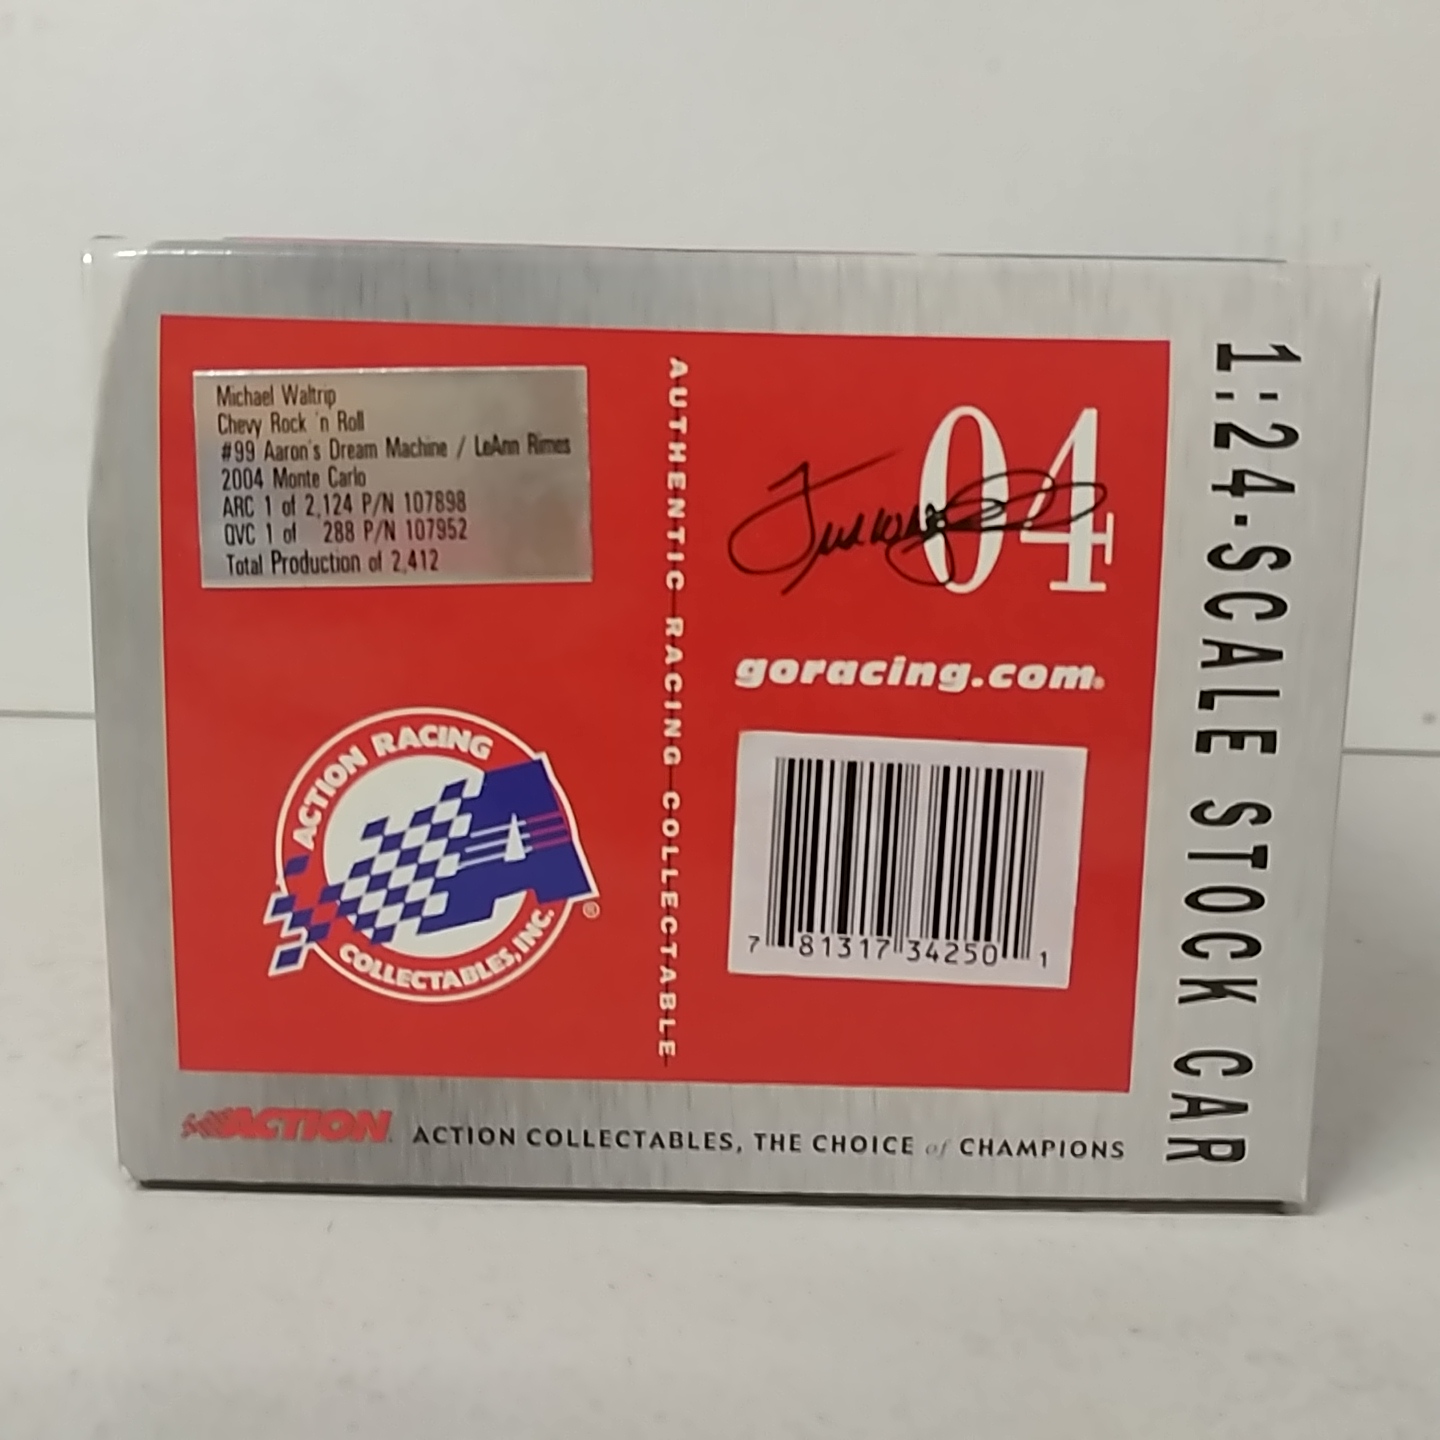 Michael Waltrip
Chevy Rock 'n Roll
#99 Aaron's Dream Machine / LeAnn Rimes
2004 Monte Carlo
ARC 1 of 2,124 P/N 107898
QVC 1 of 288 P/N 107952
Total Production of 2,412
ACTION RACING
COLLECTABLES, INC.
®
AUTHENTIC RACING COLLECTABLE
04
goracing.com®
7 81317 34250 1
1:24-SCALE STOCK CAR
ACTION
ACTION COLLECTABLES, THE CHOICE of CHAMPIONS